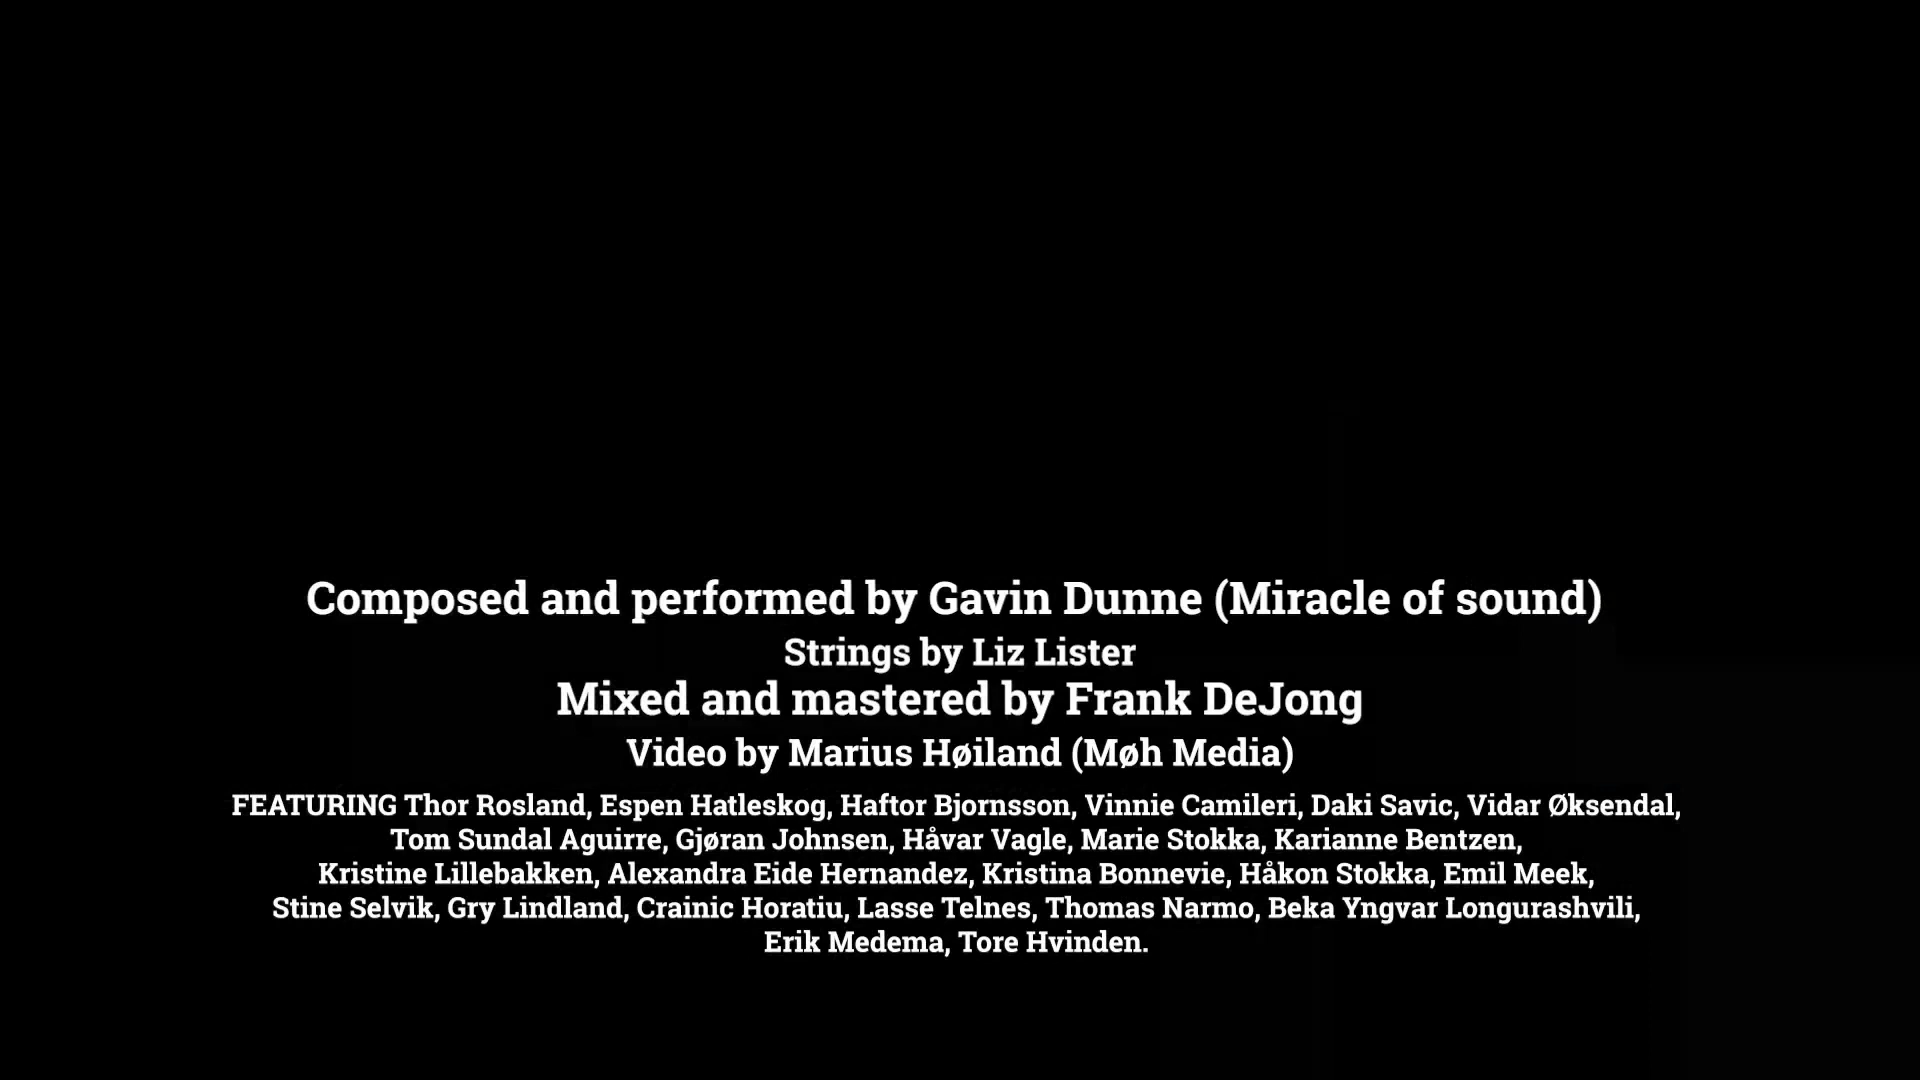 Composed and performed by Gavin Dunne (Miracle of sound)
Strings by Liz Lister
Mixed and mastered by Frank DeJong
Video by Marius Høiland (Møh Media)
FEATURING Thor Rosland, Espen Hatleskog, Haftor Bjornsson, Vinnie Camileri, Daki Savic, Vidar Øksendal,
Tom Sundal Aguirre, Gjøran Johnsen, Håvar Vagle, Marie Stokka, Karianne Bentzen,
Kristine Lillebakken, Alexandra Eide Hernandez, Kristina Bonnevie, Håkon Stokka, Emil Meek,
Stine Selvik, Gry Lindland, Crainic Horatiu, Lasse Telnes, Thomas Narmo, Beka Yngvar Longurashvili,
Erik Medema, Tore Hvinden.